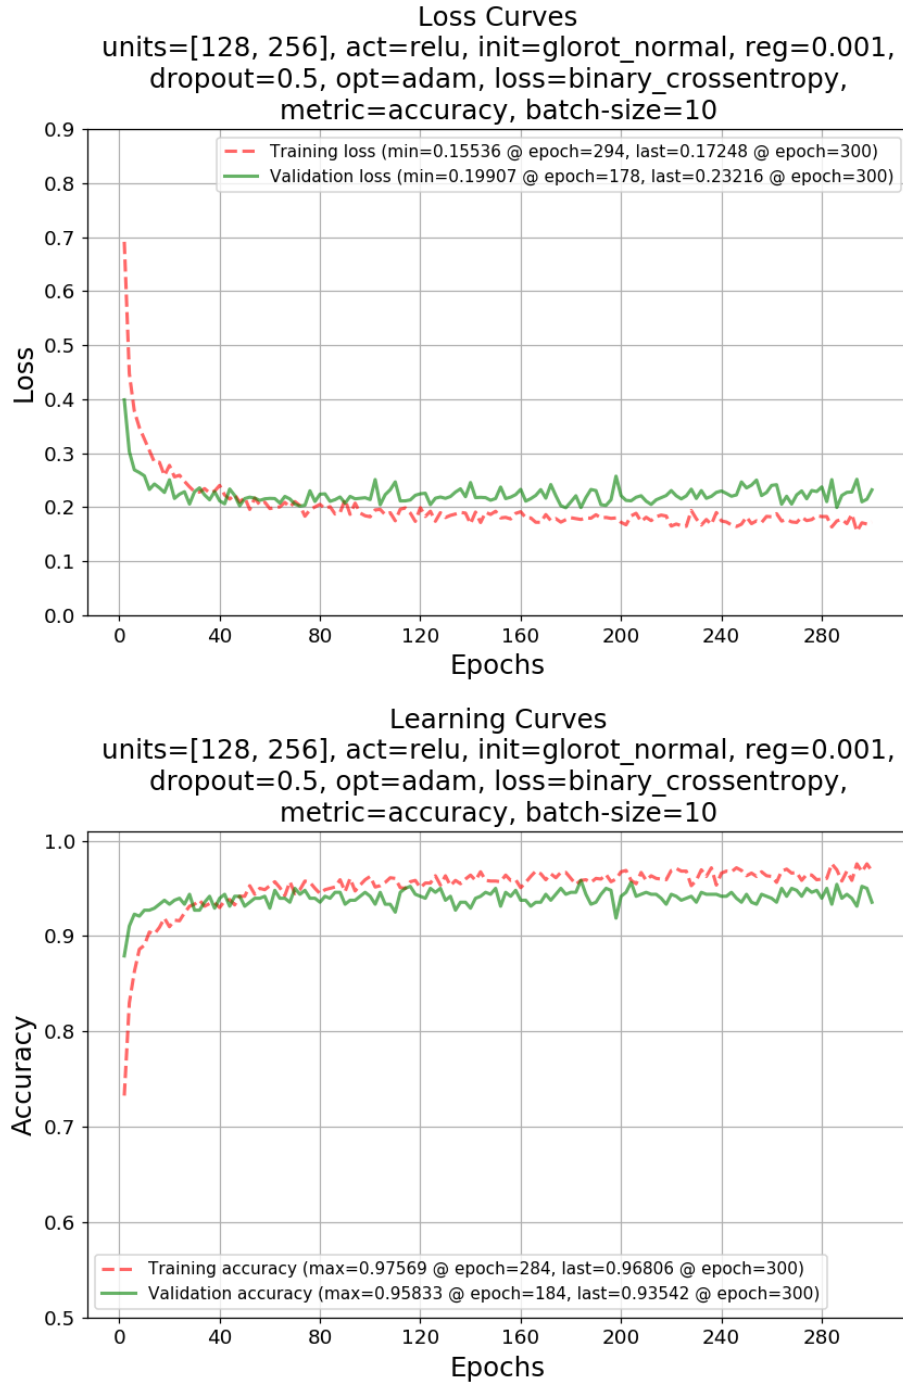 Loss Curves
units=[128, 256], act=relu, init=glorot_normal, reg=0.001,
dropout=0.5, opt=adam, loss=binary_crossentropy,
metric=accuracy, batch-size=10
0.9
Training loss (min=0.15536 @ epoch=294, last=0.17248 @ epoch=300)
Validation loss (min=0.19907 @ epoch=178, last=0.23216 @ epoch=300)
0.8
0.7
0.6
0.5
Loss
0.4
0.3
0.2
0.1
0.0
0 40 80 120 160 200 240 280
Epochs
Learning Curves
units=[128, 256], act=relu, init=glorot_normal, reg=0.001,
dropout=0.5, opt=adam, loss=binary_crossentropy,
metric=accuracy, batch-size=10
1.0
0.9
0.8
Accuracy
0.7
0.6
Training accuracy (max=0.97569 @ epoch=284, last=0.96806 @ epoch=300)
Validation accuracy (max=0.95833 @ epoch=184, last=0.93542 @ epoch=300)
0.5
0 40 80 120 160 200 240 280
Epochs